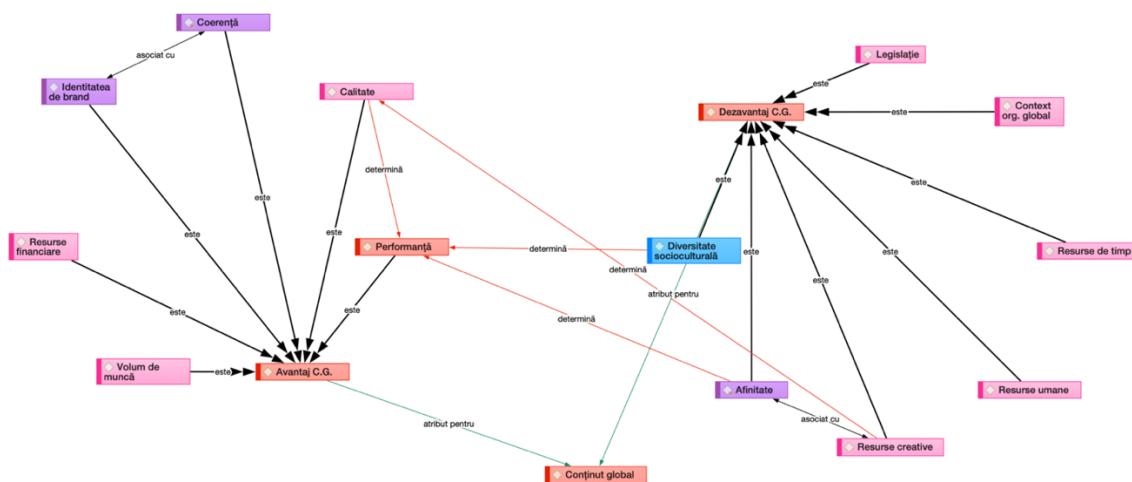 Coerență
asociat cu
Identitatea
de brand
Calitate
Legislație
este
Dezavantaj C.G.
Context
org. global
este
determină
este
este
este
este
Resurse
financiare
Performanță
determină
Diversitate
socioculturală
Resurse de timp
este
determină
atribut pentru
este
este
este
determină
este
este
Volum de
muncă
este
Avantaj C.G.
Afinitate
Resurse umane
asociat cu
atribut pentru
Resurse creative
Conținut global